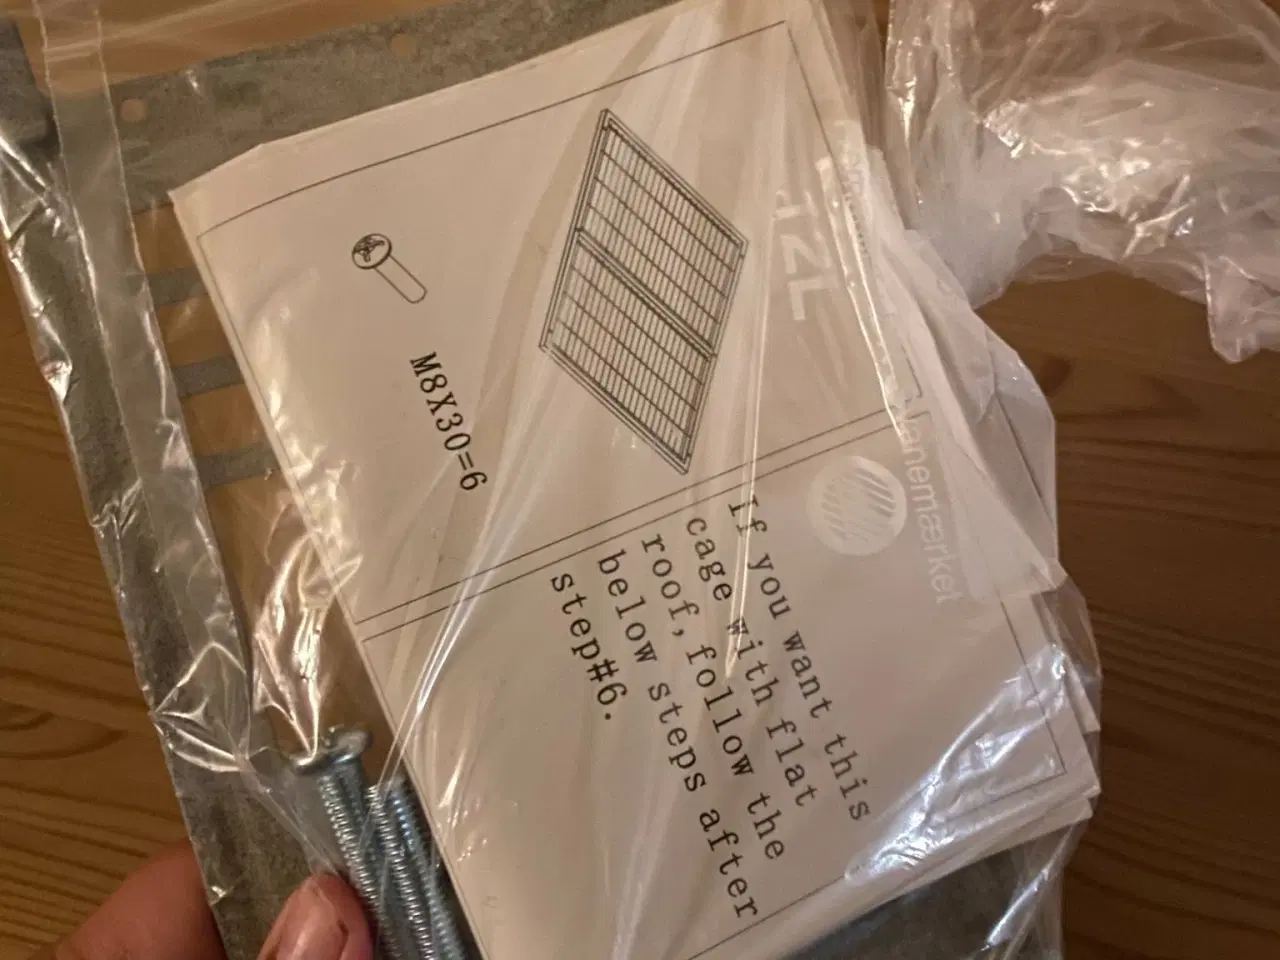 M8X30=6
If you want this
cage with flat
roof, follow the
below steps after
step#6.